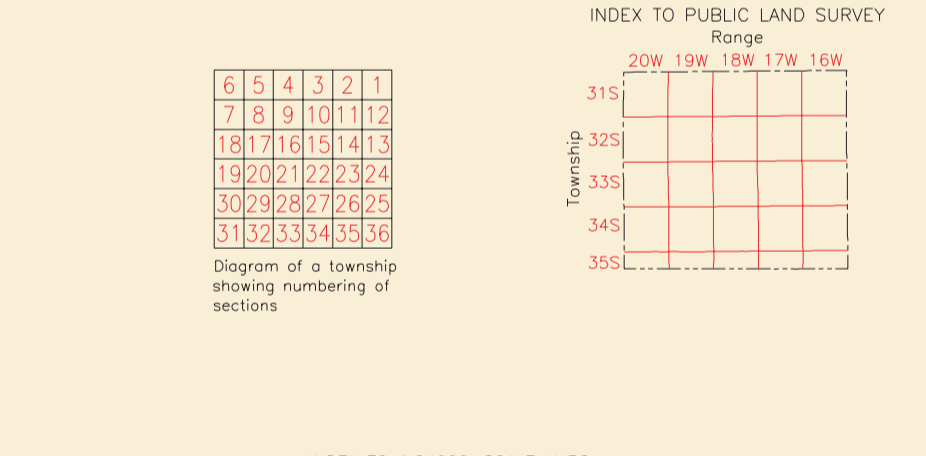 6 5 4 3 2 1
7 8 9 10 11 12
18 17 16 15 14 13
19 20 21 22 23 24
30 29 28 27 26 25
31 32 33 34 35 36
Diagram of a township
showing numbering of
sections
INDEX TO PUBLIC LAND SURVEY
Range
20W 19W 18W 17W 16W
Township
31S
32S
33S
34S
35S